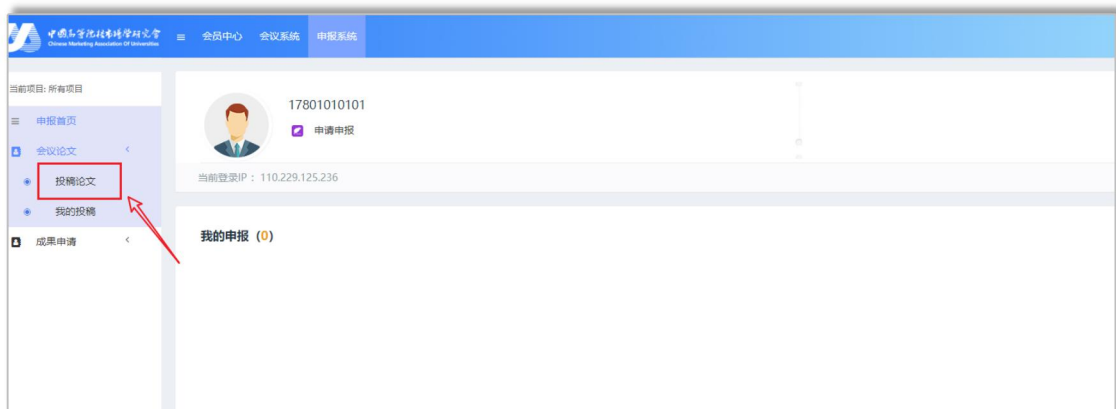 中国高等院校市场学研究会
Chinese Marketing Association Of Universities
会员中心 会议系统 申报系统
当前项目: 所有项目
申报首页
会议论文
投稿论文
我的投稿
成果申请
17801010101
申请申报
当前登录IP： 110.229.125.236
我的申报（0）